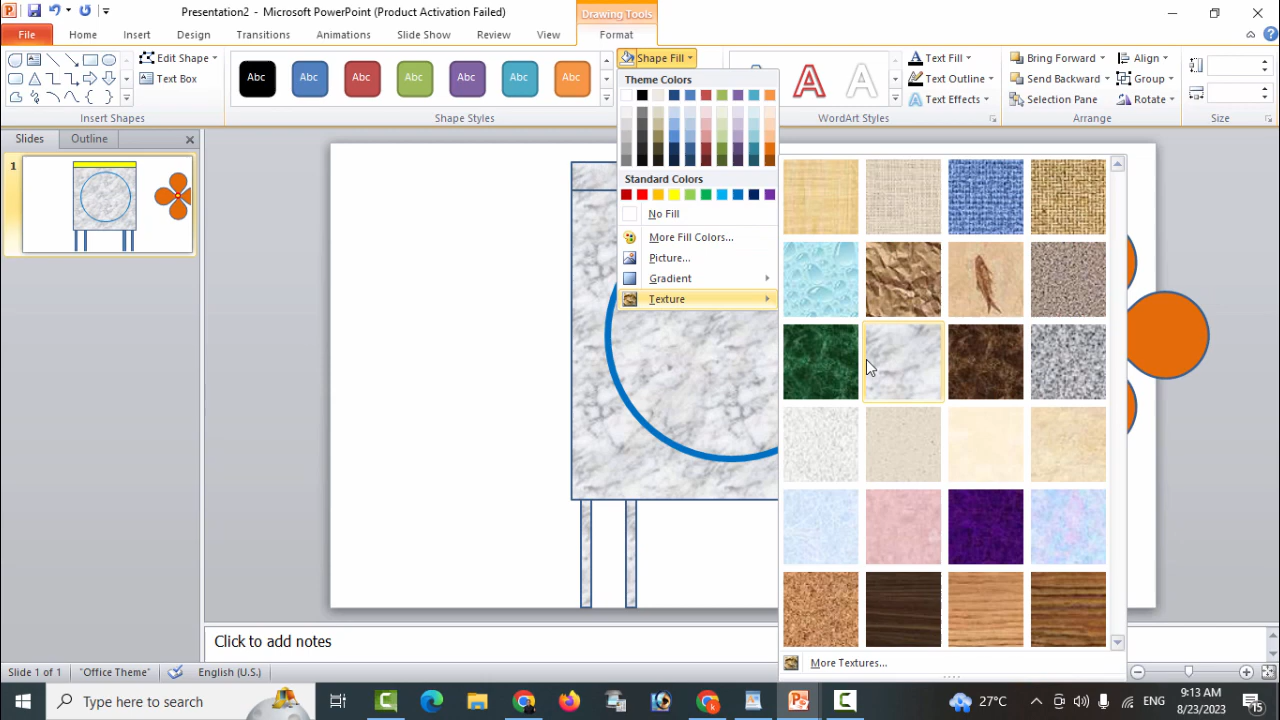 Presentation2 - Microsoft PowerPoint (Product Activation Failed)
Drawing Tools
File Home Insert Design Transitions Animations Slide Show Review View Format
Edit Shape
Text Box
Insert Shapes
Abc Abc Abc Abc Abc Abc Abc
Shape Styles
Shape Fill
A A
WordArt Styles
Text Fill
Text Outline
Text Effects
Bring Forward
Send Backward
Selection Pane
Align
Group
Rotate
Arrange
Size
Slides Outline
1
Theme Colors
Standard Colors
No Fill
More Fill Colors...
Picture...
Gradient
Texture
More Textures...
Click to add notes
Slide 1 of 1 "Office Theme" English (U.S.)
Type here to search
27°C ENG
9:13 AM
8/23/2023
15